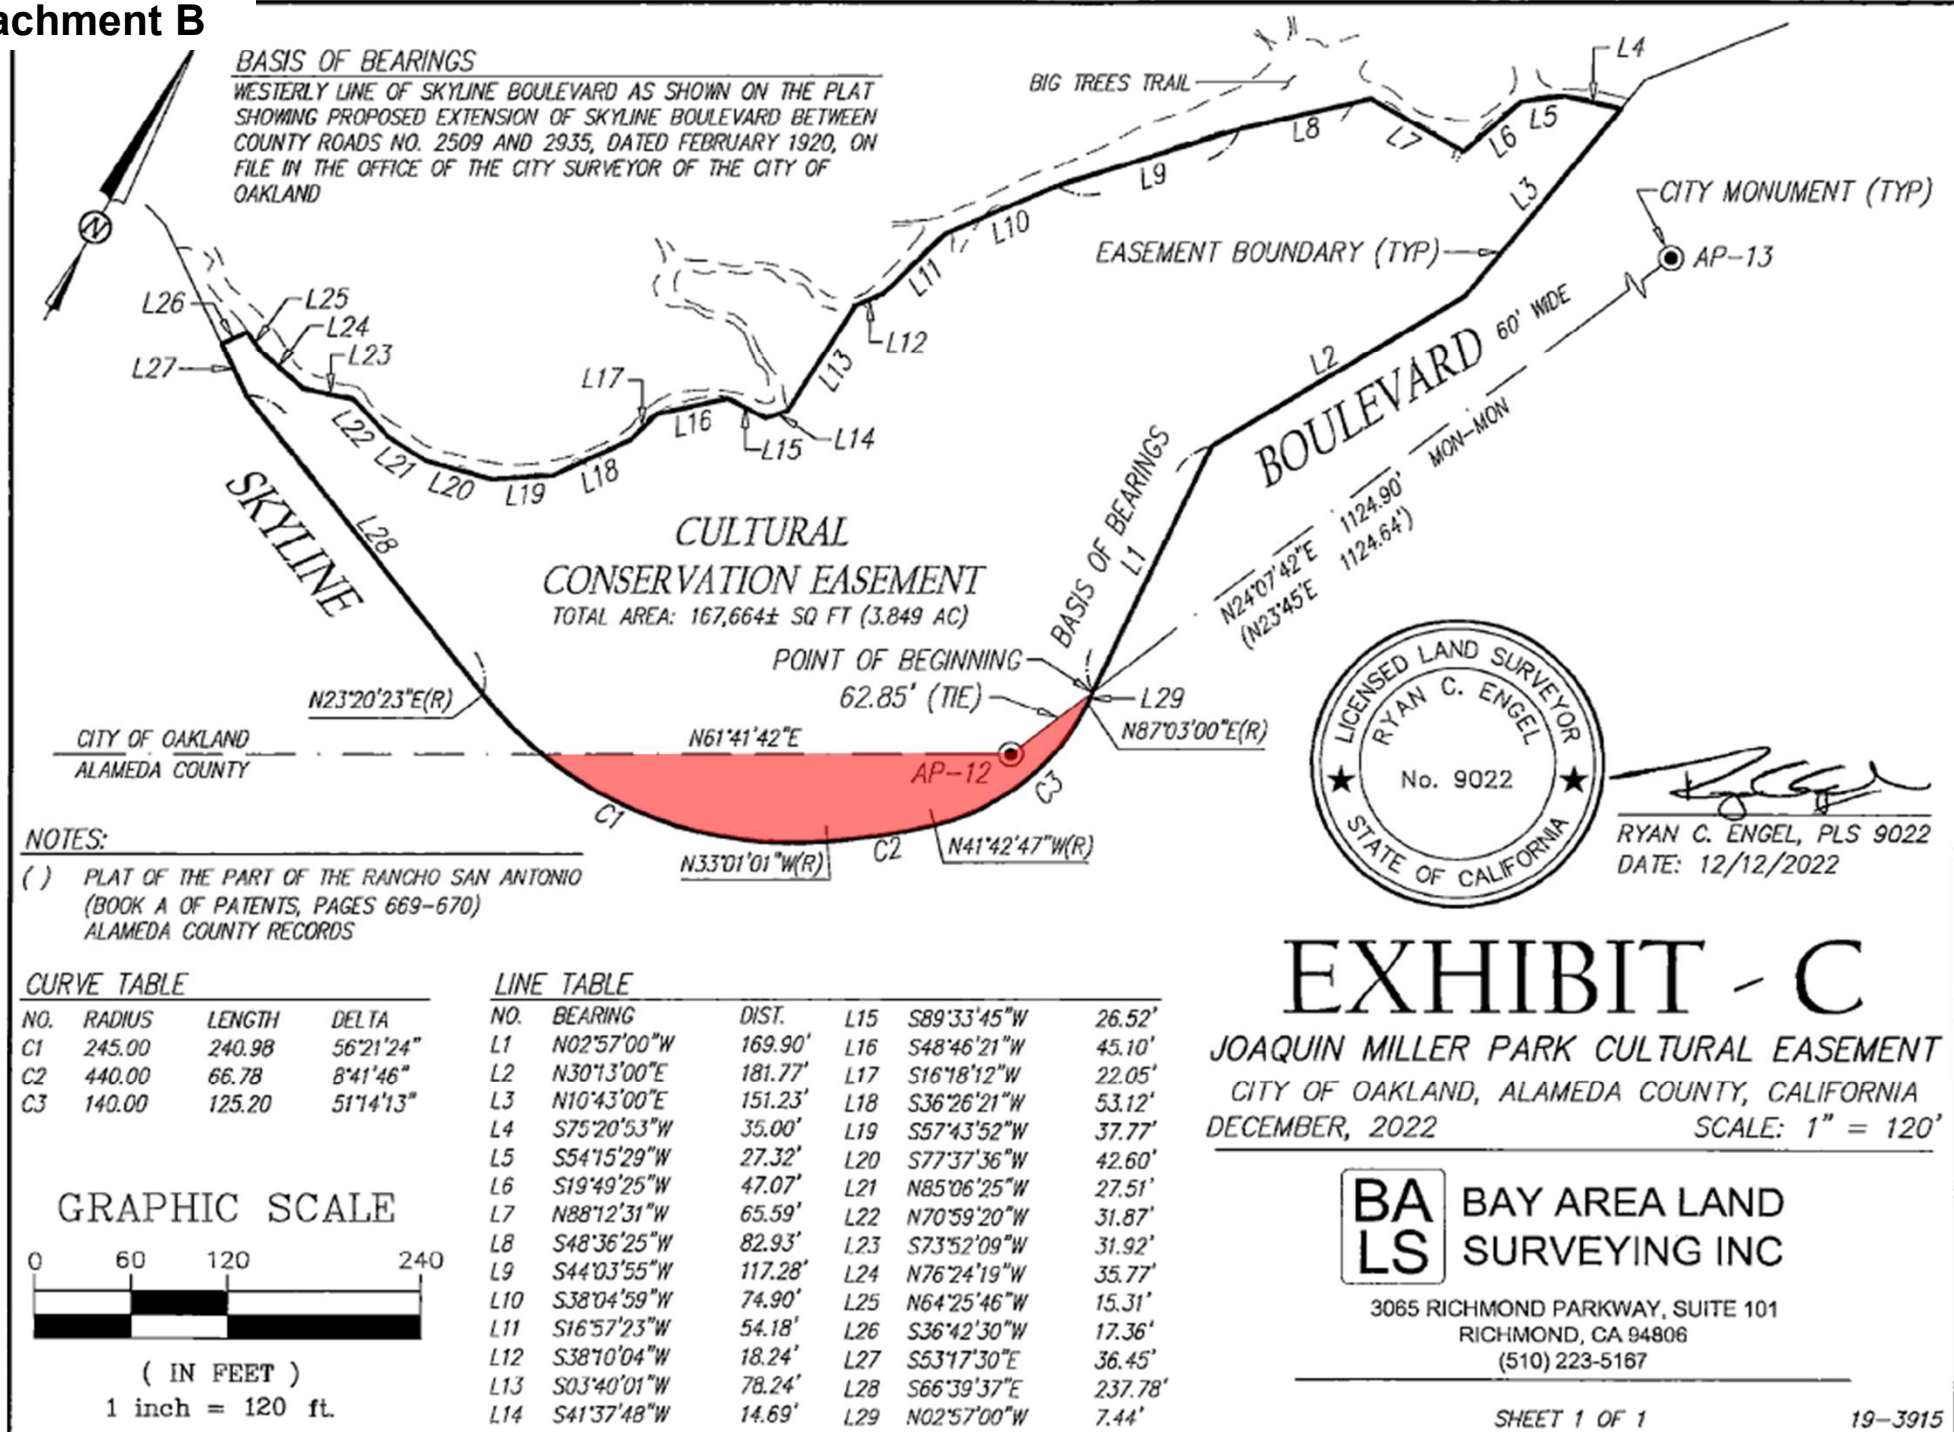 achment B
BASIS OF BEARINGS
WESTERLY LINE OF SKYLINE BOULEVARD AS SHOWN ON THE PLAT
SHOWING PROPOSED EXTENSION OF SKYLINE BOULEVARD BETWEEN
COUNTY ROADS NO. 2509 AND 2935, DATED FEBRUARY 1920, ON
FILE IN THE OFFICE OF THE CITY SURVEYOR OF THE CITY OF
OAKLAND
N
BIG TREES TRAIL
L4
L5
L6
L7
L8
L9
L10
L11
L12
L13
L3
CITY MONUMENT (TYP)
EASEMENT BOUNDARY (TYP)
AP-13
L26
L25
L24
L23
L27
L17
L16
L15
L14
L22
L21
L20
L19
L18
L2
BOULEVARD 60' WIDE
MON-MON
N24°07'42"E 1124.90'
(N23°45'E 1124.64')
SKYLINE
L28
CULTURAL
CONSERVATION EASEMENT
TOTAL AREA: 167,664± SQ FT (3.849 AC)
BASIS OF BEARINGS
L1
POINT OF BEGINNING
62.85' (TIE)
L29
N23°20'23"E(R)
N87°03'00"E(R)
CITY OF OAKLAND
ALAMEDA COUNTY
N61°41'42"E
AP-12
C1
C2
C3
N33°01'01"W(R)
N41°42'47"W(R)
LICENSED LAND SURVEYOR
RYAN C. ENGEL
No. 9022
STATE OF CALIFORNIA
RYAN C. ENGEL, PLS 9022
DATE: 12/12/2022
NOTES:
( ) PLAT OF THE PART OF THE RANCHO SAN ANTONIO
(BOOK A OF PATENTS, PAGES 669-670)
ALAMEDA COUNTY RECORDS
CURVE TABLE
NO. RADIUS LENGTH DELTA
C1 245.00 240.98 56°21'24"
C2 440.00 66.78 8°41'46"
C3 140.00 125.20 51°14'13"
GRAPHIC SCALE
0 60 120 240
( IN FEET )
1 inch = 120 ft.
LINE TABLE
NO. BEARING DIST.
L1 N02°57'00"W 169.90'
L2 N30°13'00"E 181.77'
L3 N10°43'00"E 151.23'
L4 S75°20'53"W 35.00'
L5 S54°15'29"W 27.32'
L6 S19°49'25"W 47.07'
L7 N88°12'31"W 65.59'
L8 S48°36'25"W 82.93'
L9 S44°03'55"W 117.28'
L10 S38°04'59"W 74.90'
L11 S16°57'23"W 54.18'
L12 S38°10'04"W 18.24'
L13 S03°40'01"W 78.24'
L14 S41°37'48"W 14.69'
L15 S89°33'45"W 26.52'
L16 S48°46'21"W 45.10'
L17 S16°18'12"W 22.05'
L18 S36°26'21"W 53.12'
L19 S57°43'52"W 37.77'
L20 S77°37'36"W 42.60'
L21 N85°06'25"W 27.51'
L22 N70°59'20"W 31.87'
L23 S73°52'09"W 31.92'
L24 N76°24'19"W 35.77'
L25 N64°25'46"W 15.31'
L26 S36°42'30"W 17.36'
L27 S53°17'30"E 36.45'
L28 S66°39'37"E 237.78'
L29 N02°57'00"W 7.44'
EXHIBIT - C
JOAQUIN MILLER PARK CULTURAL EASEMENT
CITY OF OAKLAND, ALAMEDA COUNTY, CALIFORNIA
DECEMBER, 2022 SCALE: 1" = 120'
BA
LS
BAY AREA LAND
SURVEYING INC
3065 RICHMOND PARKWAY, SUITE 101
RICHMOND, CA 94806
(510) 223-5167
SHEET 1 OF 1 19-3915